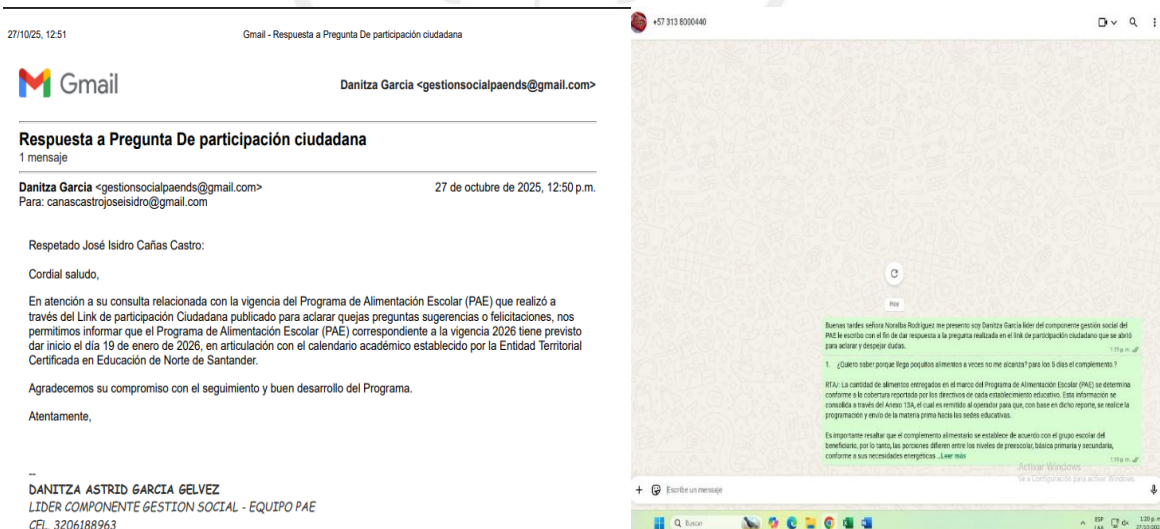 27/10/25, 12:51
Gmail - Respuesta a Pregunta De participación ciudadana
Gmail
Danitza Garcia <gestionsocialpaends@gmail.com>
Respuesta a Pregunta De participación ciudadana
1 mensaje
Danitza Garcia <gestionsocialpaends@gmail.com>
27 de octubre de 2025, 12:50 p.m.
Para: canascastrojoseisidro@gmail.com
Respetado José Isidro Cañas Castro:
Cordial saludo,
En atención a su consulta relacionada con la vigencia del Programa de Alimentación Escolar (PAE) que realizó a
través del Link de participación Ciudadana publicado para aclarar quejas preguntas sugerencias o felicitaciones, nos
permitimos informar que el Programa de Alimentación Escolar (PAE) correspondiente a la vigencia 2026 tiene previsto
dar inicio el día 19 de enero de 2026, en articulación con el calendario académico establecido por la Entidad Territorial
Certificada en Educación de Norte de Santander.
Agradecemos su compromiso con el seguimiento y buen desarrollo del Programa.
Atentamente,
--
DANITZA ASTRID GARCIA GELVEZ
LIDER COMPONENTE GESTION SOCIAL - EQUIPO PAE
CEL. 3206188963
+57 313 8000440
Hoy
Buenas tardes señora Noralba Rodriguez me presento soy Danitza Garcia lider del componente gestión social del
PAE le escribo con el fin de dar respuesta a la pregunta realizada en el link de participación ciudadano que se abrió
para aclarar y despejar dudas.
1:19 p. m.
1. ¿Quiero saber porque llega poquitos alimentos a veces no me alcanza? para los 5 días el complemento.?
RTA/: La cantidad de alimentos entregados en el marco del Programa de Alimentación Escolar (PAE) se determina
conforme a la cobertura reportada por los directivos de cada establecimiento educativo. Esta información se
consolida a través del Anexo 13A, el cual es remitido al operador para que, con base en dicho reporte, se realice la
programación y envío de la materia prima hacia las sedes educativas.
Es importante resaltar que el complemento alimentario se establece de acuerdo con el grupo escolar del
beneficiario, por lo tanto, las porciones difieren entre los niveles de preescolar, básica primaria y secundaria,
conforme a sus necesidades energéticas ...Leer más
1:19 p. m.
Activar Windows
Ve a Configuración para activar Windows.
Escribe un mensaje
Buscar
ESP
LAA
1:20 p. m.